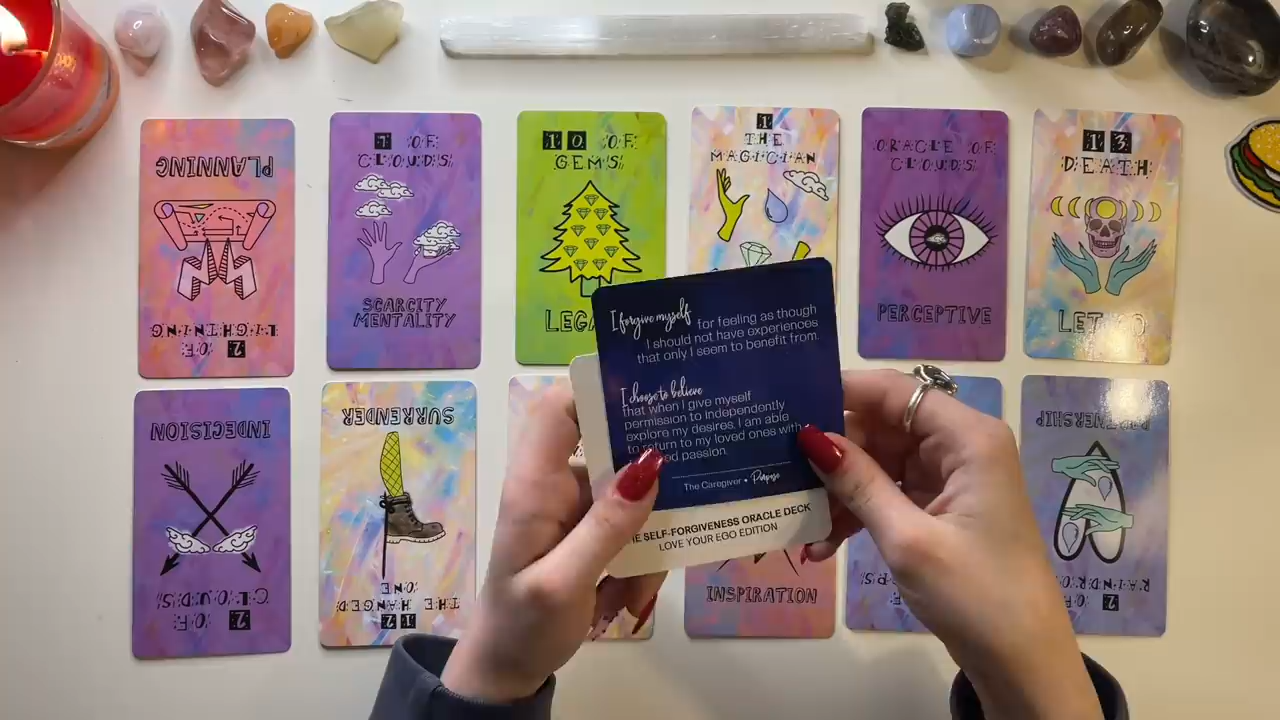 PLANNING
LIGHTNING
2 OF
1 OF
CLOUDS
SCARCITY
MENTALITY
10 OF
GEMS
1
THE
MAGICIAN
ORACLE OF
CLOUDS
PERCEPTIVE
13
DEATH
INDECISION
CLOUDS
2 OF
SURRENDER
ONE
THE HANGED
12
I forgive myself for feeling as though
I should not have experiences
that only I seem to benefit from.
I choose to believe
that when I give myself
permission to independently
explore my desires, I am able
to return to my loved ones with
passion.
The Caregiver • Purpose
SELF-FORGIVENESS ORACLE DECK
LOVE YOUR EGO EDITION
INSPIRATION
RAINDROPS
2 OF